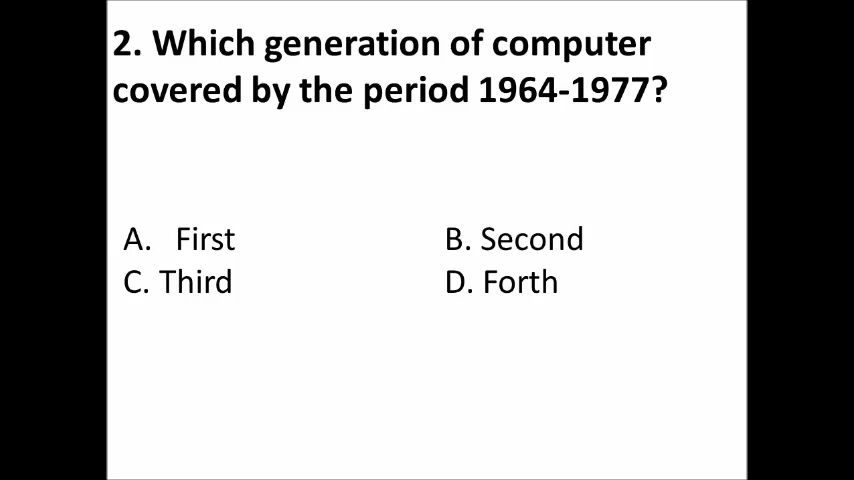 2. Which generation of computer
covered by the period 1964-1977?
A. First B. Second
C. Third D. Forth